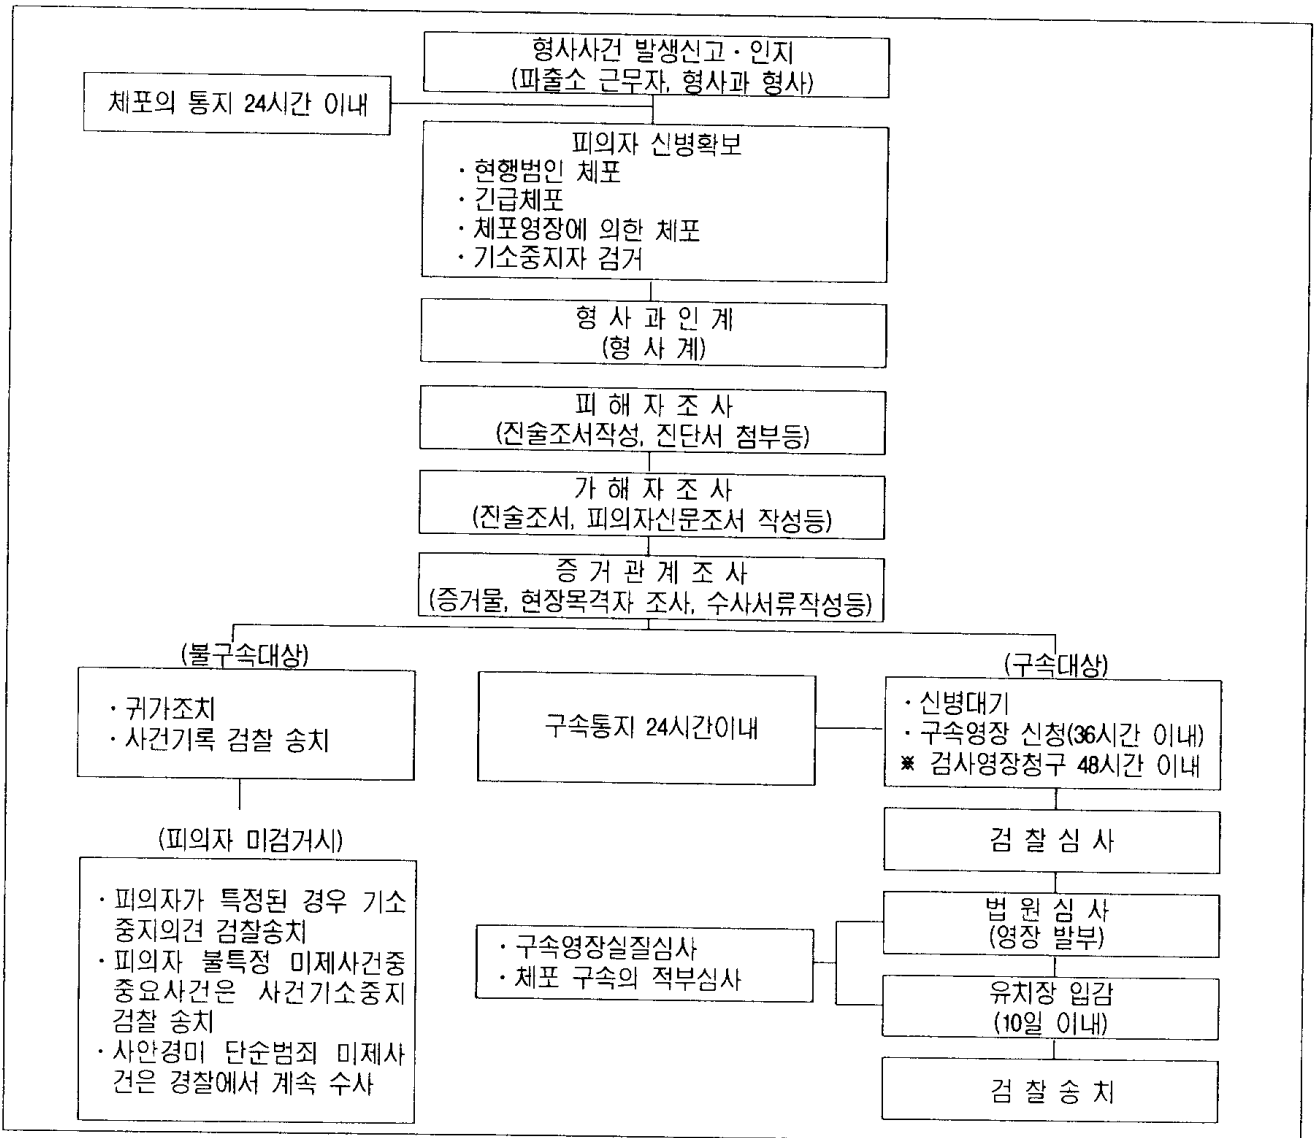 형사사건 발생신고 · 인지
(파출소 근무자, 형사과 형사)
체포의 통지 24시간 이내
피의자 신병확보
· 현행범인 체포
· 긴급체포
· 체포영장에 의한 체포
· 기소중지자 검거
형 사 과 인 계
(형 사 계)
피 해 자 조 사
(진술조서작성, 진단서 첨부등)
가 해 자 조 사
(진술조서, 피의자신문조서 작성등)
증 거 관 계 조 사
(증거물, 현장목격자 조사, 수사서류작성등)
(불구속대상)
· 귀가조치
· 사건기록 검찰 송치
(피의자 미검거시)
· 피의자가 특정된 경우 기소
중지의견 검찰송치
· 피의자 불특정 미제사건중
중요사건은 사건기소중지
검찰 송치
· 사안경미 단순범죄 미제사
건은 경찰에서 계속 수사
구속통지 24시간이내
(구속대상)
· 신병대기
· 구속영장 신청(36시간 이내)
※ 검사영장청구 48시간 이내
검 찰 심 사
법 원 심 사
(영장 발부)
· 구속영장실질심사
· 체포 구속의 적부심사
유치장 입감
(10일 이내)
검 찰 송 치